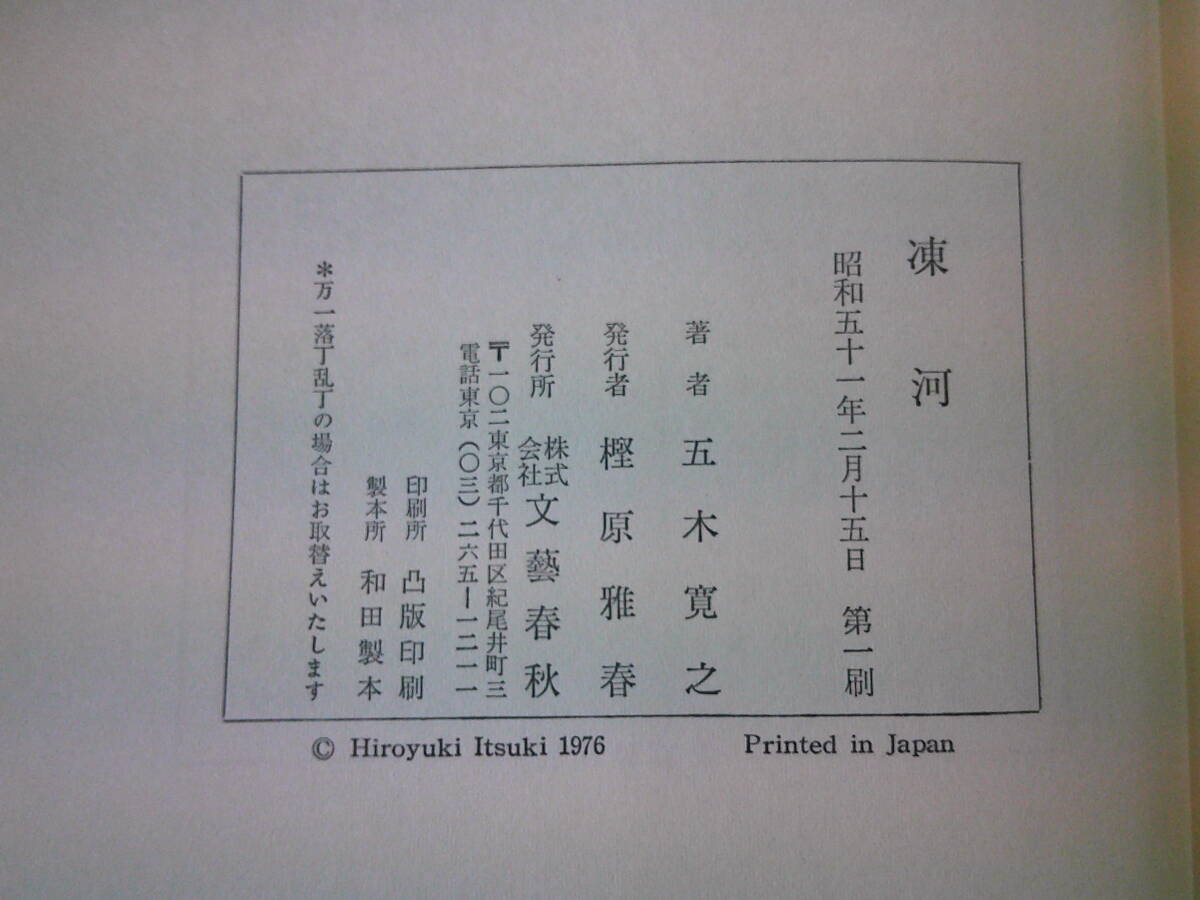 凍河
昭和五十一年二月十五日 第一刷
著者 五木寛之
発行者 樫原雅春
発行所 株式会社文藝春秋
〒一〇二東京都千代田区紀尾井町三
電話東京(〇三)二六五―一二一一
印刷所 凸版印刷
製本所 和田製本
*万一落丁乱丁の場合はお取替えいたします
© Hiroyuki Itsuki 1976 Printed in Japan